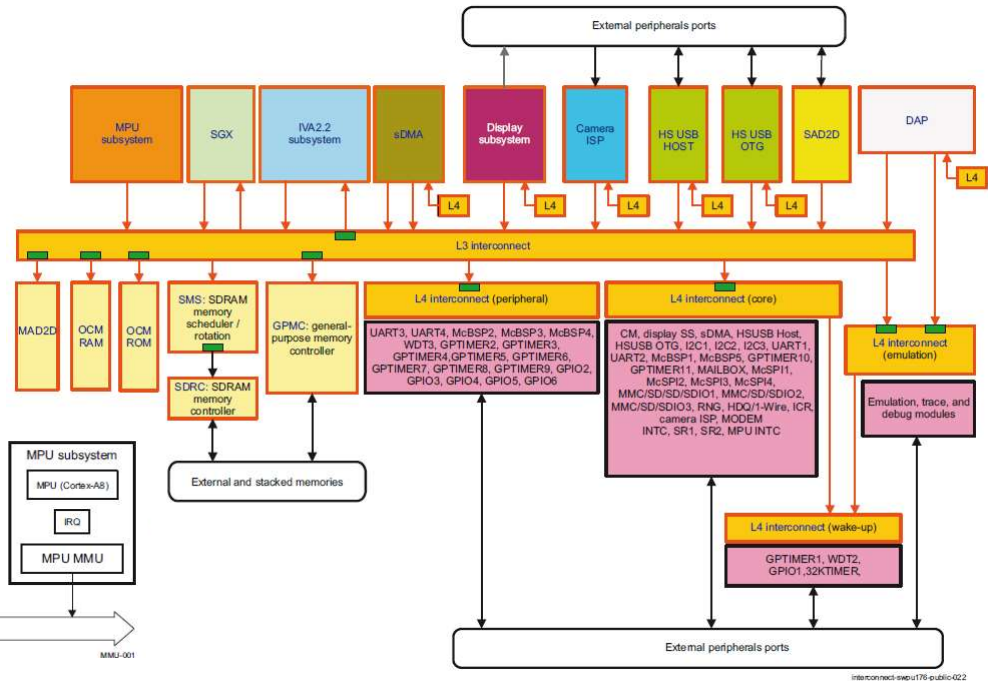 External peripherals ports
MPU
subsystem
SGX
IVA2.2
subsystem
sDMA
Display
subsystem
Camera
ISP
HS USB
HOST
HS USB
OTG
SAD2D
DAP
L4
L4
L4
L4
L4
L4
L3 interconnect
MAD2D
OCM
RAM
OCM
ROM
SMS: SDRAM
memory
scheduler /
rotation
SDRC: SDRAM
memory
controller
GPMC: general-
purpose memory
controller
External and stacked memories
L4 interconnect (peripheral)
UART3, UART4, McBSP2, McBSP3, McBSP4,
WDT3, GPTIMER2, GPTIMER3,
GPTIMER4,GPTIMER5, GPTIMER6,
GPTIMER7, GPTIMER8, GPTIMER9, GPIO2,
GPIO3, GPIO4, GPIO5, GPIO6
L4 interconnect (core)
CM, display SS, sDMA, HSUSB Host,
HSUSB OTG, I2C1, I2C2, I2C3, UART1,
UART2, McBSP1, McBSP5, GPTIMER10,
GPTIMER11, MAILBOX, McSPI1,
McSPI2, McSPI3, McSPI4,
MMC/SD/SD/SDIO1, MMC/SD/SDIO2,
MMC/SD/SDIO3, RNG, HDQ/1-Wire, ICR,
camera ISP, MODEM
INTC, SR1, SR2, MPU INTC
L4 interconnect
(emulation)
Emulation, trace, and
debug modules
L4 interconnect (wake-up)
GPTIMER1, WDT2,
GPIO1,32KTIMER,
External peripherals ports
MPU subsystem
MPU (Cortex-A8)
IRQ
MPU MMU
MMU-001
interconnect-swpu176-public-022